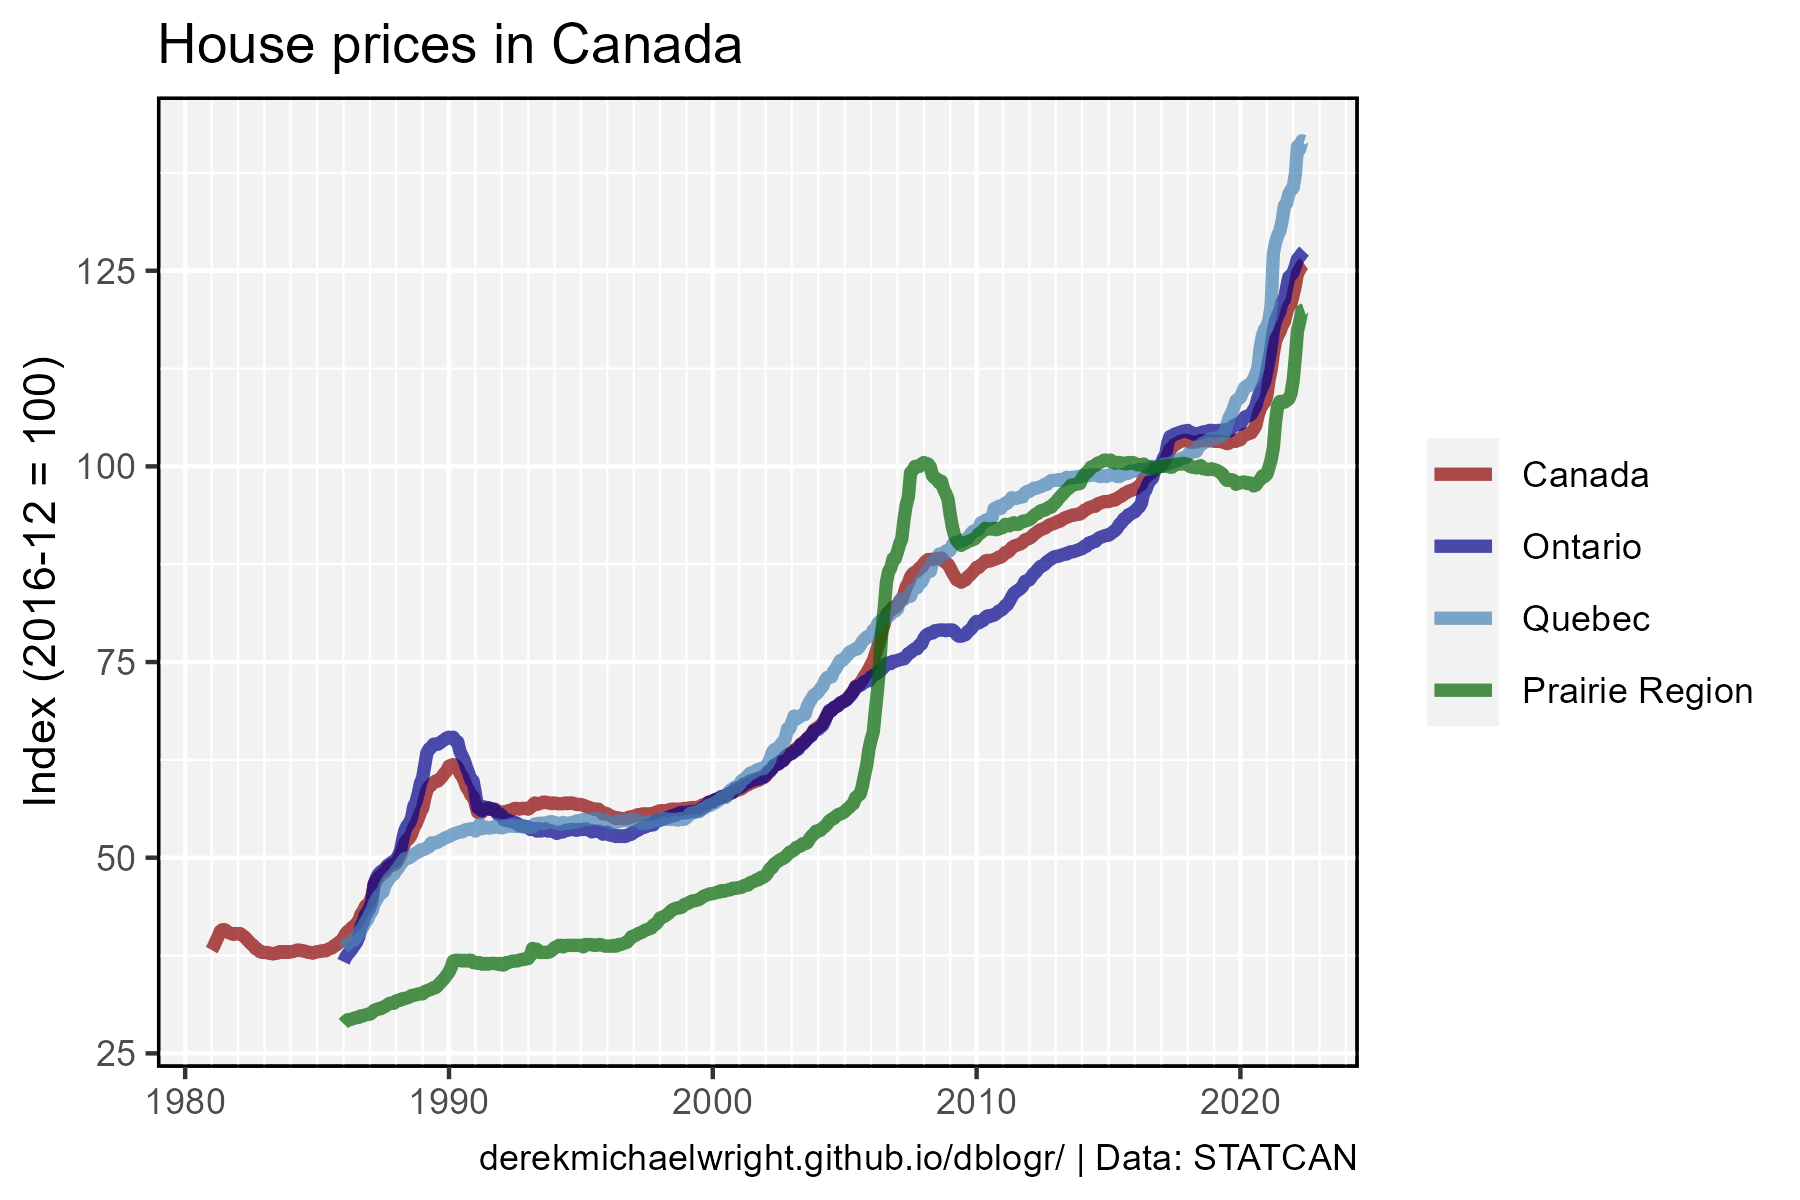 House prices in Canada
Index (2016-12 = 100)
125
100
75
50
25
1980 1990 2000 2010 2020
Canada
Ontario
Quebec
Prairie Region
derekmichaelwright.github.io/dblogr/ | Data: STATCAN